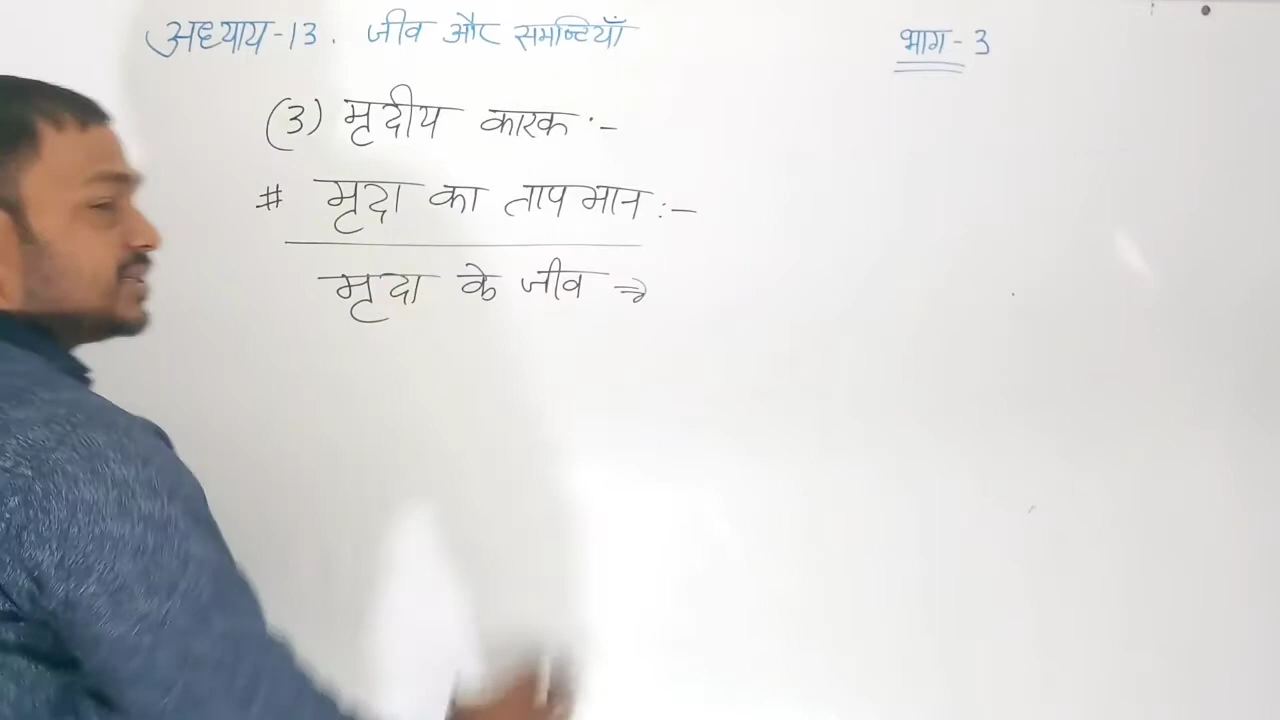 अध्याय-13. जीव और समष्टियाँ
भाग - 3
(3) मृदीय कारक :-
# मृदा का तापमान :-
मृदा के जीव ⇒